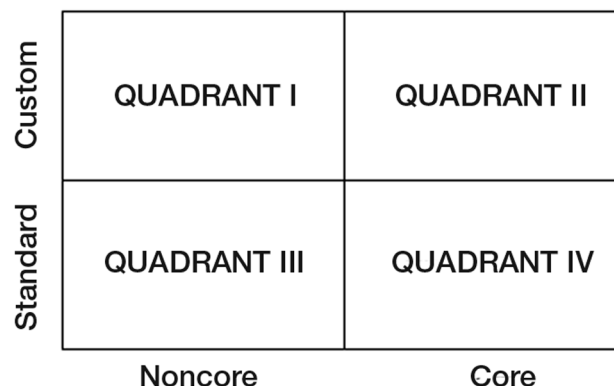 Custom
QUADRANT I
QUADRANT II
Standard
QUADRANT III
QUADRANT IV
Noncore
Core